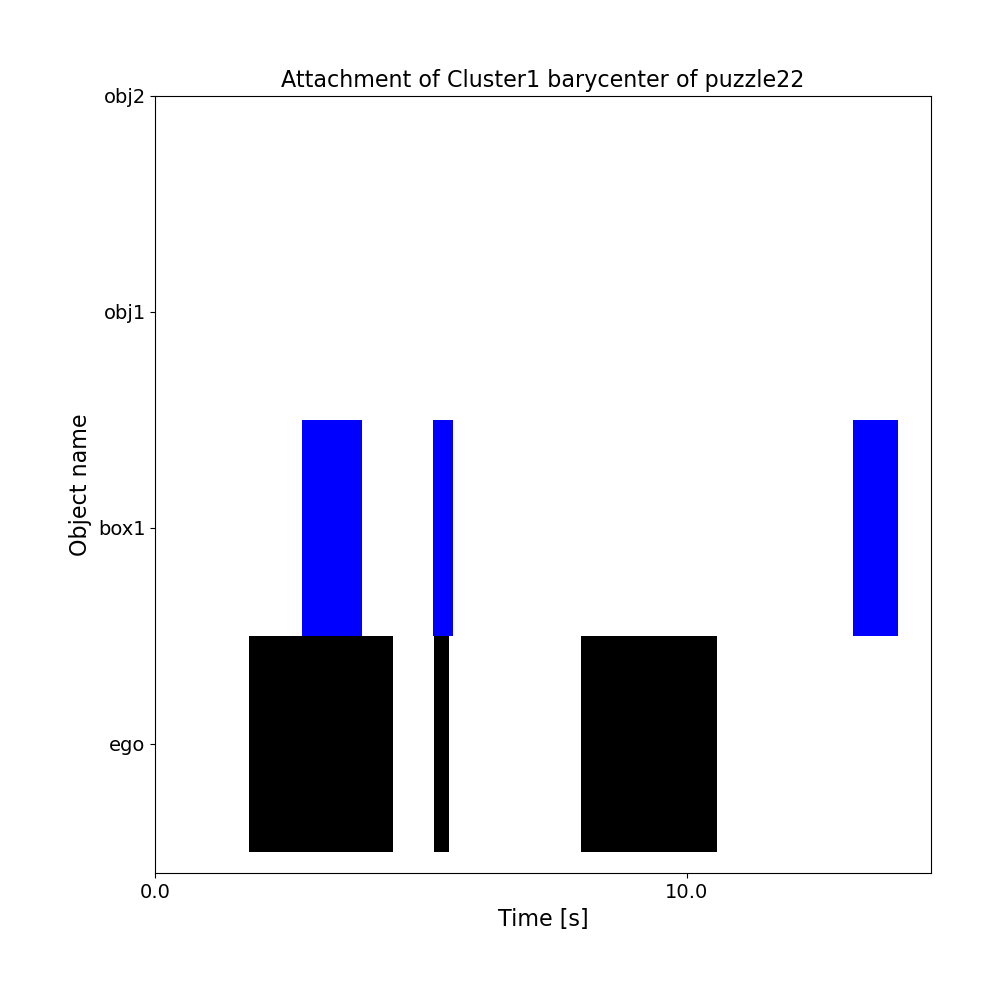 Attachment of Cluster1 barycenter of puzzle22
obj2
obj1
box1
ego
Object name
0.0
10.0
Time [s]